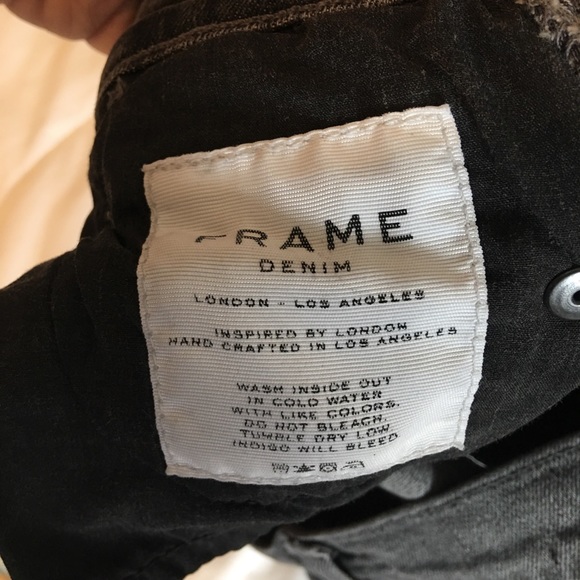 FRAME
DENIM
LONDON - LOS ANGELES
INSPIRED BY LONDON
HAND CRAFTED IN LOS ANGELES
WASH INSIDE OUT
IN COLD WATER
WITH LIKE COLORS.
DO NOT BLEACH.
TUMBLE DRY LOW
INDIGO WILL BLEED